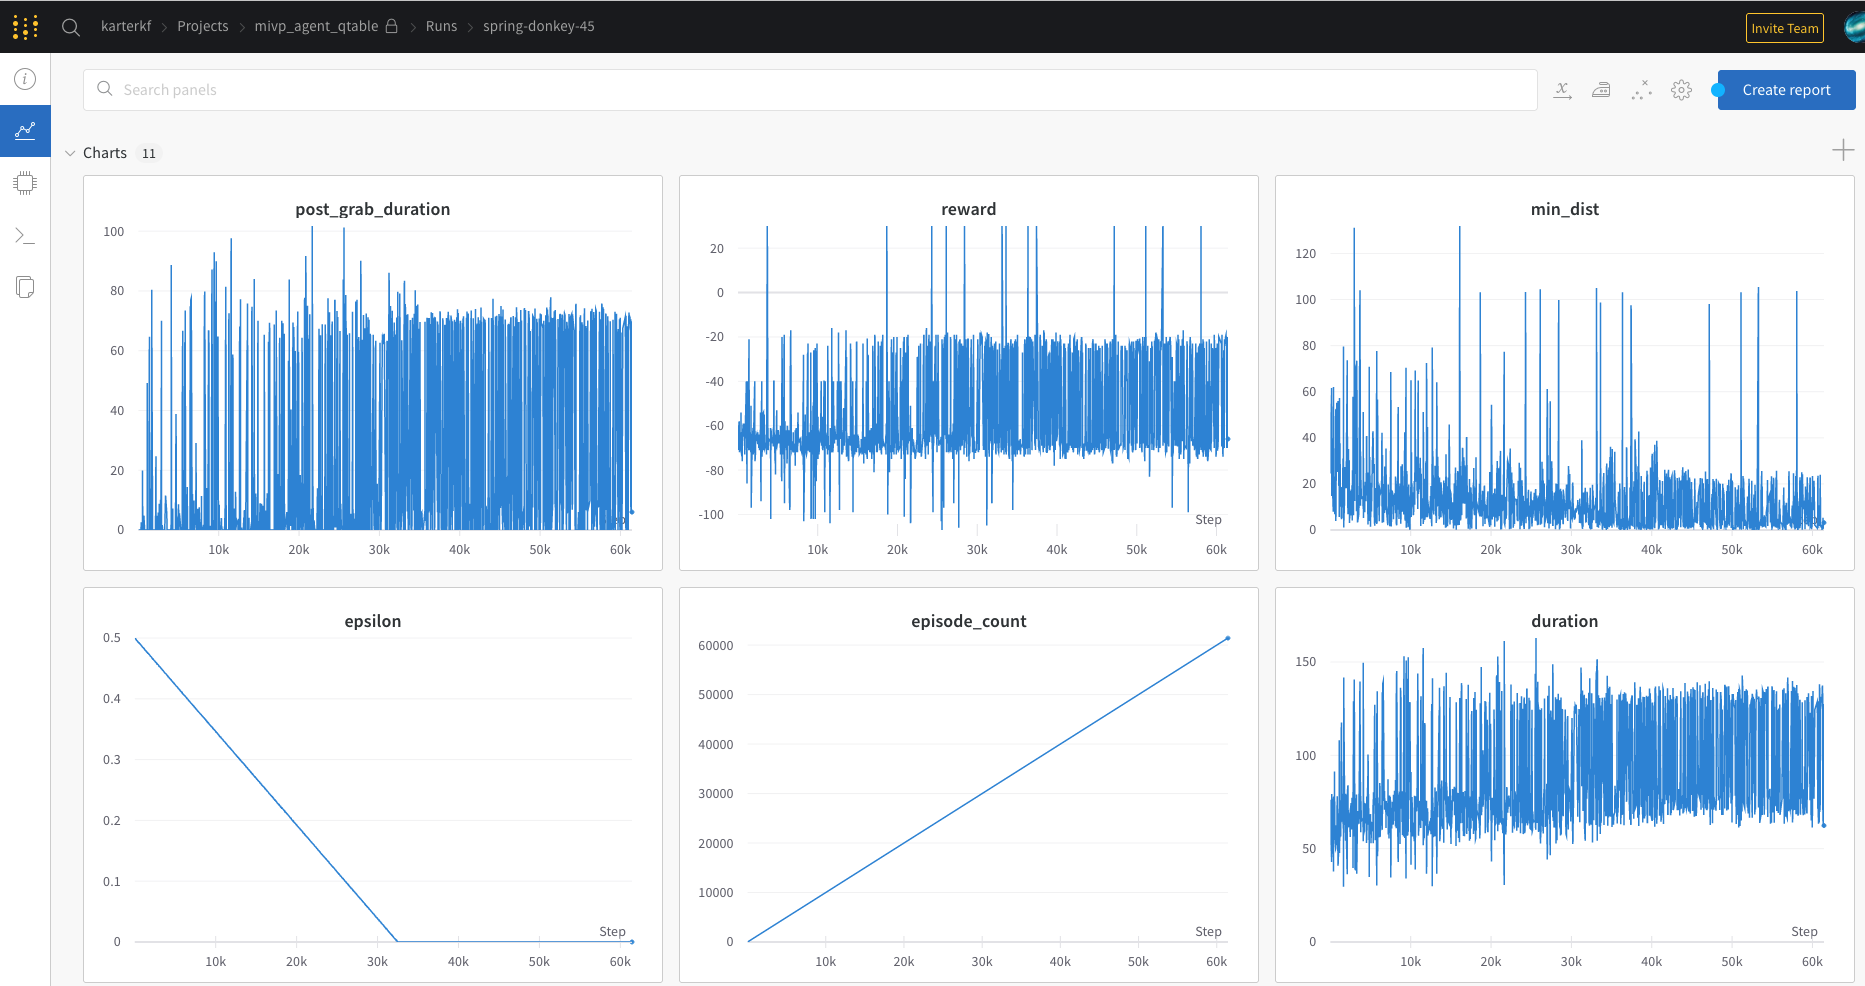 karterkf Projects mivp_agent_qtable Runs spring-donkey-45 Invite Team
Search panels
Create report
Charts 11
post_grab_duration
100
80
60
40
20
0
10k 20k 30k 40k 50k 60k
reward
20
0
-20
-40
-60
-80
-100
Step
10k 20k 30k 40k 50k 60k
min_dist
120
100
80
60
40
20
0
10k 20k 30k 40k 50k 60k
epsilon
0.5
0.4
0.3
0.2
0.1
0
Step
10k 20k 30k 40k 50k 60k
episode_count
60000
50000
40000
30000
20000
10000
0
Step
10k 20k 30k 40k 50k 60k
duration
150
100
50
0
Step
10k 20k 30k 40k 50k 60k